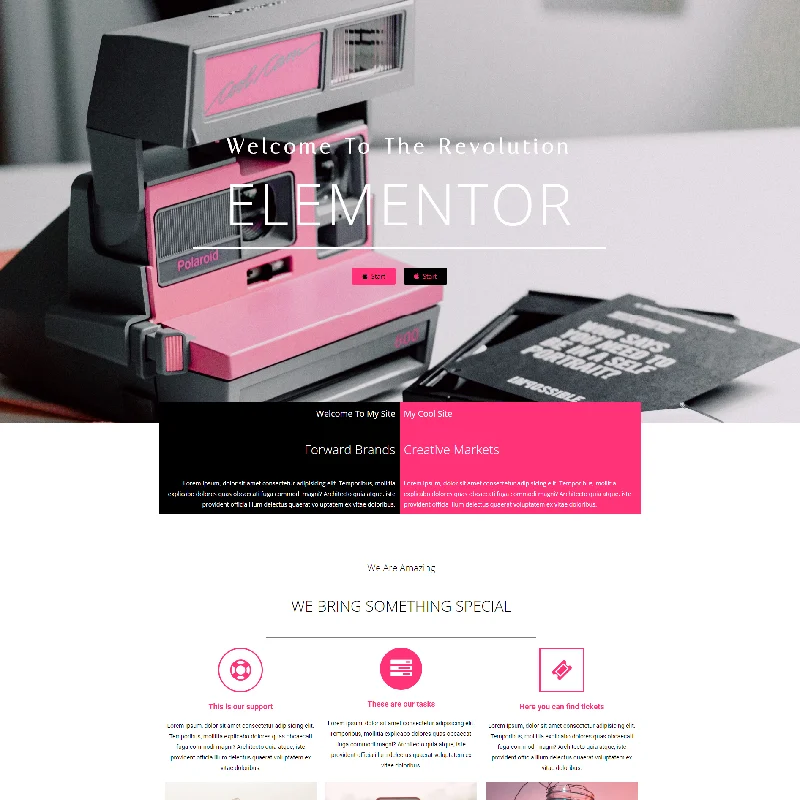 Welcome To The Revolution
ELEMENTOR
Polaroid
600
Start
Start
WHO SAYS
YOU NEED TO
BE IN A SELF
PORTRAIT?
IMPOSSIBLE
Welcome To My Site
Forward Brands
Lorem ipsum, dolor sit amet consectetur adipisicing elit. Temporibus, mollitia
explicabo dolores quas obcaecati fuga commodi magni? Architecto quia atque, iste
provident officia illum delectus quaerat voluptatem ex vitae doloribus.
My Cool Site
Creative Markets
Lorem ipsum, dolor sit amet consectetur adipisicing elit. Temporibus, mollitia
explicabo dolores quas obcaecati fuga commodi magni? Architecto quia atque, iste
provident officia illum delectus quaerat voluptatem ex vitae doloribus.
We Are Amazing
WE BRING SOMETHING SPECIAL
This is our support
Lorem ipsum, dolor sit amet consectetur adipisicing elit.
Temporibus, mollitia explicabo dolores quas obcaecati
fuga commodi magni? Architecto quia atque, iste
provident officia illum delectus quaerat voluptatem ex
vitae doloribus.
These are our tasks
Lorem ipsum, dolor sit amet consectetur adipisicing elit.
Temporibus, mollitia explicabo dolores quas obcaecati
fuga commodi magni? Architecto quia atque, iste
provident officia illum delectus quaerat voluptatem ex
vitae doloribus.
Here you can find tickets
Lorem ipsum, dolor sit amet consectetur adipisicing elit.
Temporibus, mollitia explicabo dolores quas obcaecati
fuga commodi magni? Architecto quia atque, iste
provident officia illum delectus quaerat voluptatem ex
vitae doloribus.